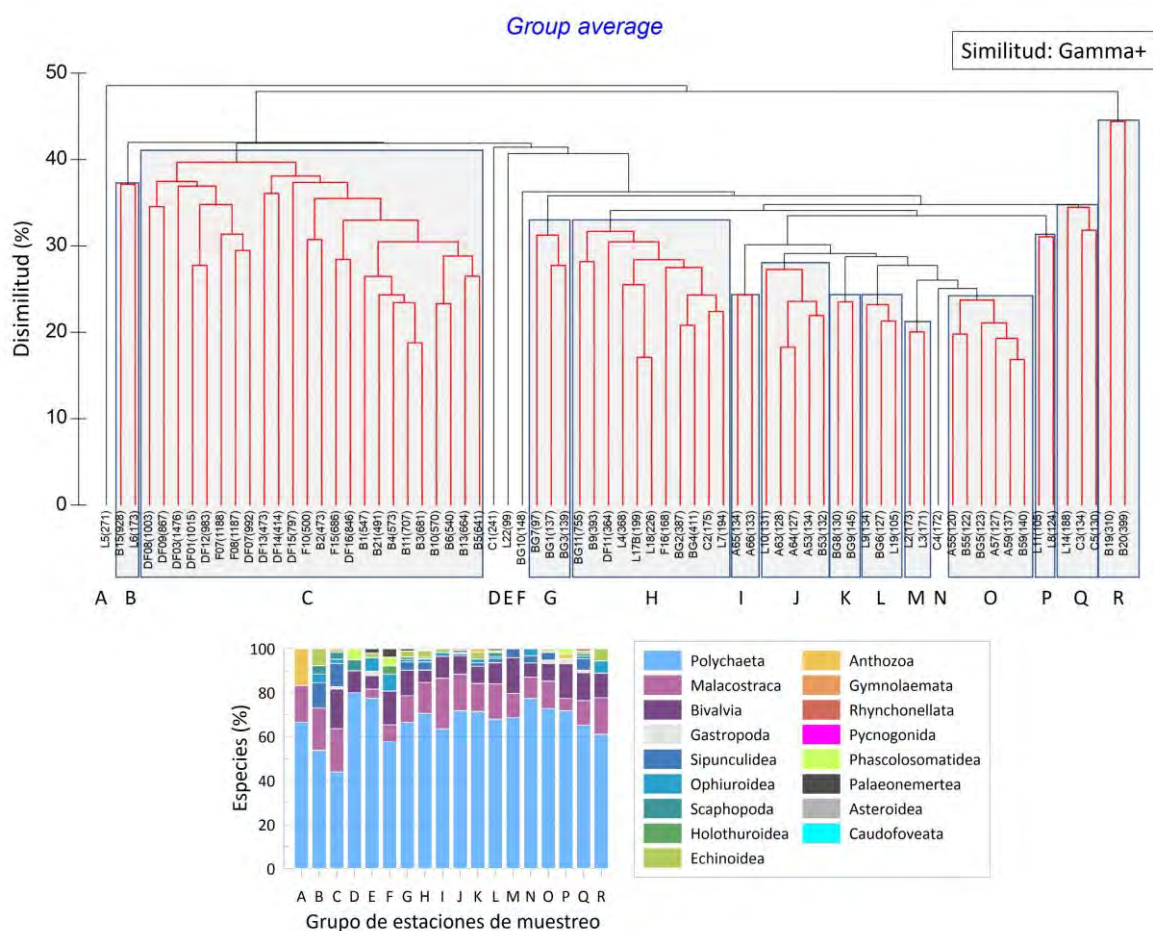 Group average
Similitud: Gamma+
Disimilitud (%)
50
40
30
20
10
0
L5(271)
B15(928)
L6(173)
DF08(1003)
DF09(867)
DF03(1476)
DF01(1015)
DF12(983)
F07(1188)
F08(1187)
DF07(992)
DF13(473)
DF14(414)
DF15(797)
F10(500)
B2(473)
F15(686)
DF16(846)
B1(647)
B21(491)
B4(573)
B11(707)
B3(681)
B10(570)
B6(540)
B13(664)
B5(641)
C1(241)
L22(99)
BG10(148)
BG7(97)
BG1(137)
BG3(139)
BG11(755)
B9(393)
DF11(364)
L4(368)
L17B(199)
L18(226)
F16(168)
BG2(387)
BG4(411)
C2(175)
L7(194)
A65(134)
A66(133)
L10(131)
A63(128)
A64(127)
A53(134)
B53(132)
BG8(130)
BG9(145)
L9(134)
BG6(127)
L19(105)
L2(173)
L3(171)
C4(172)
A55(120)
B55(122)
BG5(123)
A57(127)
A59(137)
B59(140)
L11(105)
L8(124)
L14(188)
C3(134)
C5(130)
B19(310)
B20(399)
A B C D E F G H I J K L M N O P Q R
Especies (%)
100
80
60
40
20
0
A B C D E F G H I J K L M N O P Q R
Grupo de estaciones de muestreo
Polychaeta
Malacostraca
Bivalvia
Gastropoda
Sipunculidea
Ophiuroidea
Scaphopoda
Holothuroidea
Echinoidea
Anthozoa
Gymnolaemata
Rhynchonellata
Pycnogonida
Phascolosomatidea
Palaeonemertea
Asteroidea
Caudofoveata